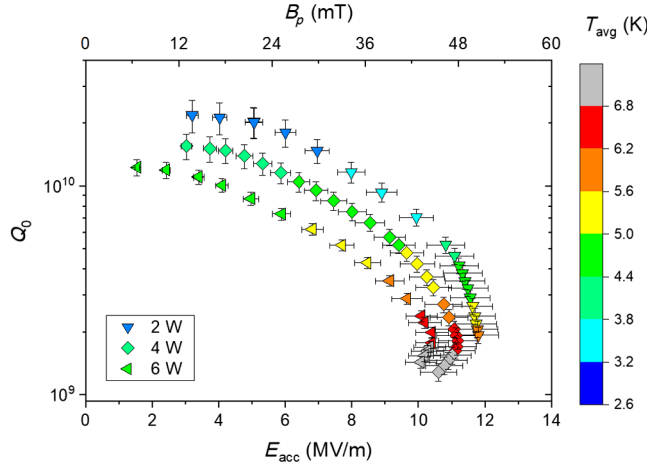 B_p (mT)
0 12 24 36 48 60
T_avg (K)
6.8
6.2
5.6
5.0
4.4
3.8
3.2
2.6
10^10
10^9
Q_0
2 W
4 W
6 W
0 2 4 6 8 10 12 14
E_acc (MV/m)